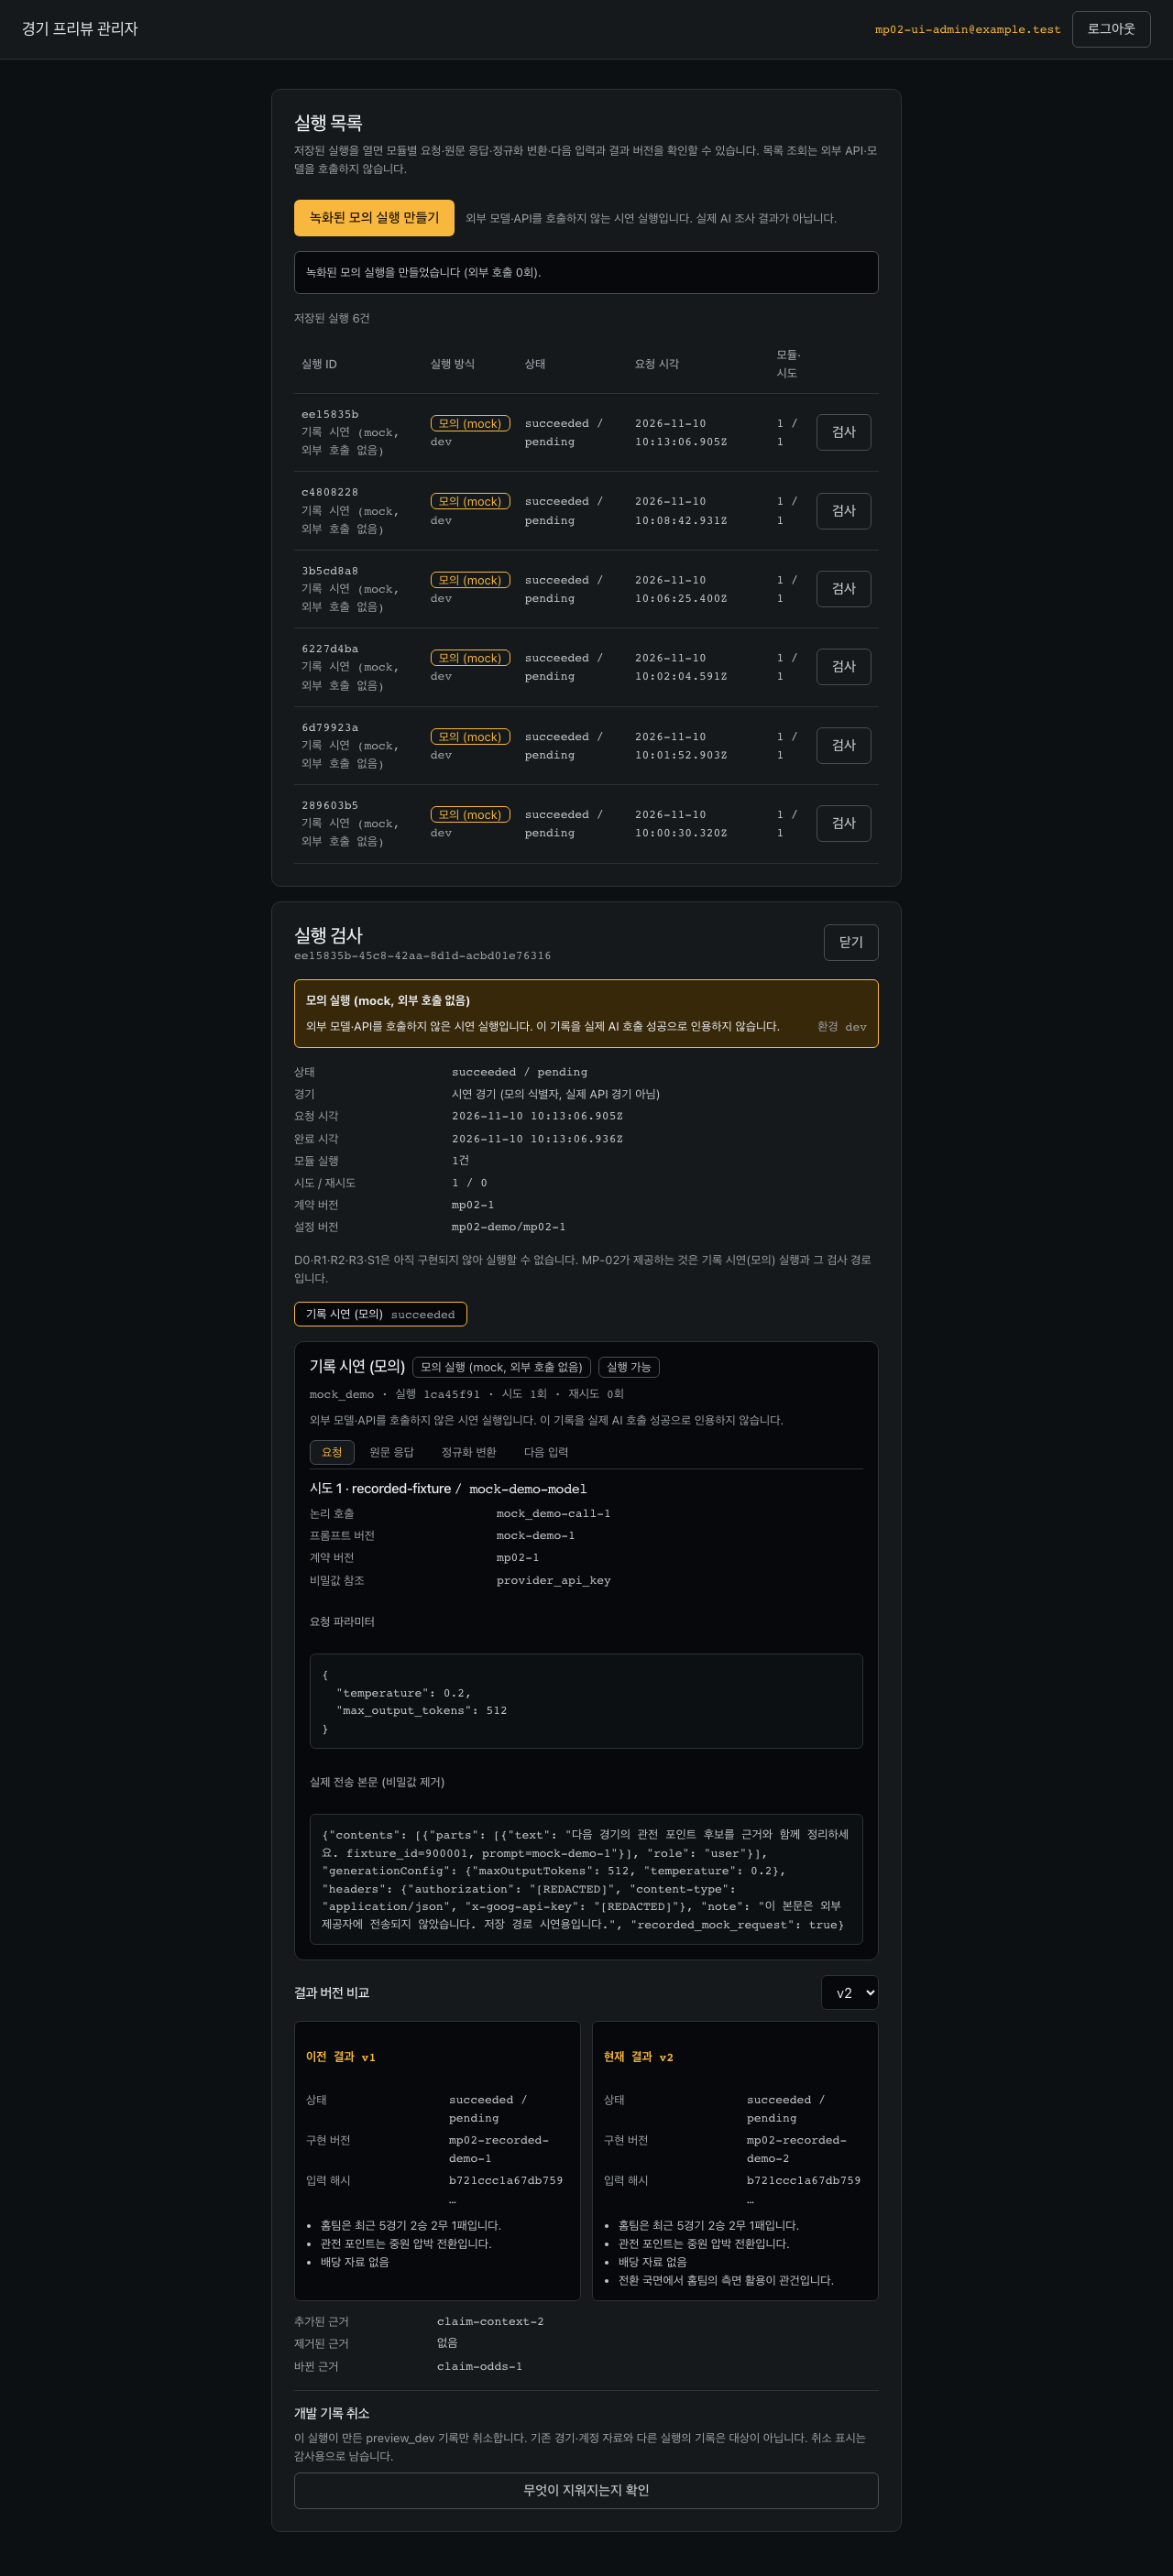 경기 프리뷰 관리자
mp02-ui-admin@example.test
로그아웃
실행 목록
저장된 실행을 열면 모듈별 요청·원문 응답·정규화 변환·다음 입력과 결과 버전을 확인할 수 있습니다. 목록 조회는 외부 API·모
델을 호출하지 않습니다.
녹화된 모의 실행 만들기
외부 모델·API를 호출하지 않는 시연 실행입니다. 실제 AI 조사 결과가 아닙니다.
녹화된 모의 실행을 만들었습니다 (외부 호출 0회).
저장된 실행 6건
실행 ID 실행 방식 상태 요청 시각 모듈·
시도
ee15835b
기록 시연 (mock,
외부 호출 없음)
모의 (mock)
dev
succeeded /
pending
2026-11-10
10:13:06.905Z
1 /
1
검사
c4808228
기록 시연 (mock,
외부 호출 없음)
모의 (mock)
dev
succeeded /
pending
2026-11-10
10:08:42.931Z
1 /
1
검사
3b5cd8a8
기록 시연 (mock,
외부 호출 없음)
모의 (mock)
dev
succeeded /
pending
2026-11-10
10:06:25.400Z
1 /
1
검사
6227d4ba
기록 시연 (mock,
외부 호출 없음)
모의 (mock)
dev
succeeded /
pending
2026-11-10
10:02:04.591Z
1 /
1
검사
6d79923a
기록 시연 (mock,
외부 호출 없음)
모의 (mock)
dev
succeeded /
pending
2026-11-10
10:01:52.903Z
1 /
1
검사
289603b5
기록 시연 (mock,
외부 호출 없음)
모의 (mock)
dev
succeeded /
pending
2026-11-10
10:00:30.320Z
1 /
1
검사
실행 검사
ee15835b-45c8-42aa-8d1d-acbd01e76316
닫기
모의 실행 (mock, 외부 호출 없음)
외부 모델·API를 호출하지 않은 시연 실행입니다. 이 기록을 실제 AI 호출 성공으로 인용하지 않습니다. 환경 dev
상태 succeeded / pending
경기 시연 경기 (모의 식별자, 실제 API 경기 아님)
요청 시각 2026-11-10 10:13:06.905Z
완료 시각 2026-11-10 10:13:06.936Z
모듈 실행 1건
시도 / 재시도 1 / 0
계약 버전 mp02-1
설정 버전 mp02-demo/mp02-1
D0·R1·R2·R3·S1은 아직 구현되지 않아 실행할 수 없습니다. MP-02가 제공하는 것은 기록 시연(모의) 실행과 그 검사 경로
입니다.
기록 시연 (모의) succeeded
기록 시연 (모의) 모의 실행 (mock, 외부 호출 없음) 실행 가능
mock_demo · 실행 1ca45f91 · 시도 1회 · 재시도 0회
외부 모델·API를 호출하지 않은 시연 실행입니다. 이 기록을 실제 AI 호출 성공으로 인용하지 않습니다.
요청 원문 응답 정규화 변환 다음 입력
시도 1 · recorded-fixture / mock-demo-model
논리 호출 mock_demo-call-1
프롬프트 버전 mock-demo-1
계약 버전 mp02-1
비밀값 참조 provider_api_key
요청 파라미터
{
"temperature": 0.2,
"max_output_tokens": 512
}
실제 전송 본문 (비밀값 제거)
{"contents": [{"parts": [{"text": "다음 경기의 관전 포인트 후보를 근거와 함께 정리하세
요. fixture_id=900001, prompt=mock-demo-1"}], "role": "user"}],
"generationConfig": {"maxOutputTokens": 512, "temperature": 0.2},
"headers": {"authorization": "[REDACTED]", "content-type":
"application/json", "x-goog-api-key": "[REDACTED]"}, "note": "이 본문은 외부
제공자에 전송되지 않았습니다. 저장 경로 시연용입니다.", "recorded_mock_request": true}
결과 버전 비교
v2
이전 결과 v1
상태 succeeded /
pending
구현 버전 mp02-recorded-
demo-1
입력 해시 b721ccc1a67db759
…
• 홈팀은 최근 5경기 2승 2무 1패입니다.
• 관전 포인트는 중원 압박 전환입니다.
• 배당 자료 없음
현재 결과 v2
상태 succeeded /
pending
구현 버전 mp02-recorded-
demo-2
입력 해시 b721ccc1a67db759
…
• 홈팀은 최근 5경기 2승 2무 1패입니다.
• 관전 포인트는 중원 압박 전환입니다.
• 배당 자료 없음
• 전환 국면에서 홈팀의 측면 활용이 관건입니다.
추가된 근거 claim-context-2
제거된 근거 없음
바뀐 근거 claim-odds-1
개발 기록 취소
이 실행이 만든 preview_dev 기록만 취소합니다. 기존 경기·계정 자료와 다른 실행의 기록은 대상이 아닙니다. 취소 표시는
감사용으로 남습니다.
무엇이 지워지는지 확인